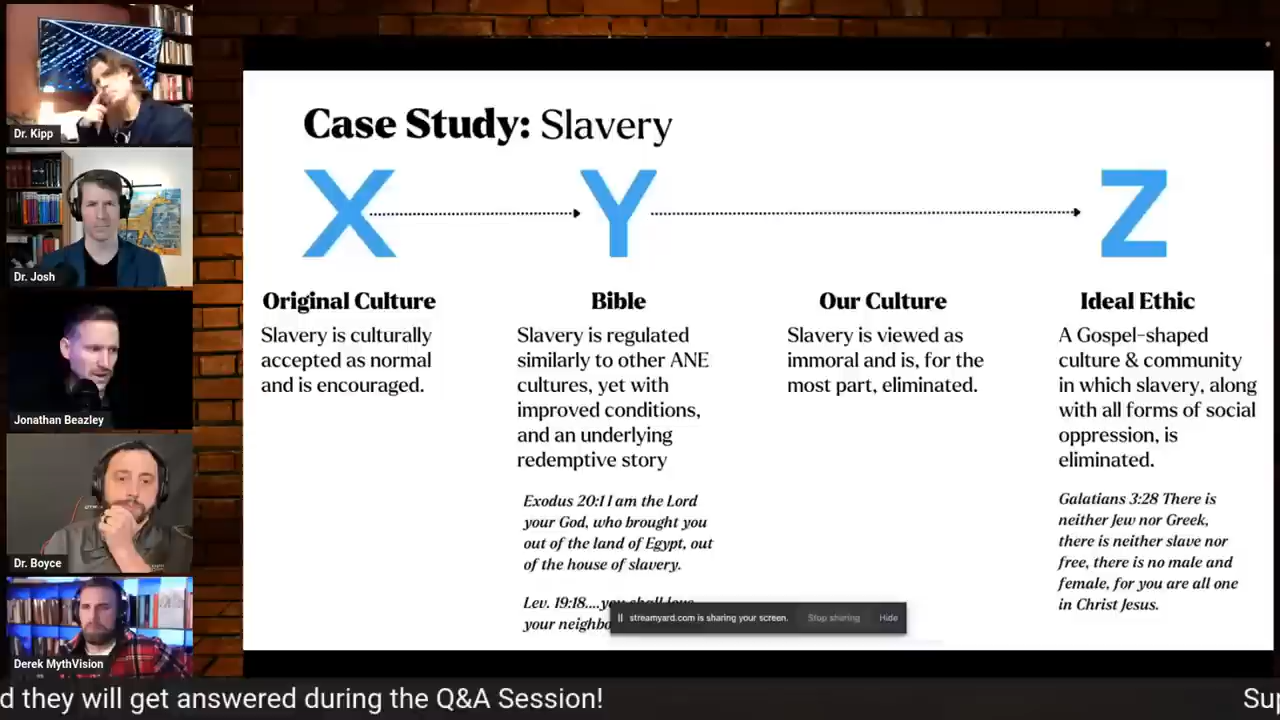 Dr. Kipp
Dr. Josh
Jonathan Beazley
Dr. Boyce
Derek MythVision
Case Study: Slavery
X
Y
Z
Original Culture
Slavery is culturally
accepted as normal
and is encouraged.
Bible
Slavery is regulated
similarly to other ANE
cultures, yet with
improved conditions,
and an underlying
redemptive story
Exodus 20:1 I am the Lord
your God, who brought you
out of the land of Egypt, out
of the house of slavery.
Lev. 19:18....you shall love
your neighbo
Our Culture
Slavery is viewed as
immoral and is, for the
most part, eliminated.
Ideal Ethic
A Gospel-shaped
culture & community
in which slavery, along
with all forms of social
oppression, is
eliminated.
Galatians 3:28 There is
neither Jew nor Greek,
there is neither slave nor
free, there is no male and
female, for you are all one
in Christ Jesus.
streamyard.com is sharing your screen.
Stop sharing
Hide
d they will get answered during the Q&A Session!
Sup